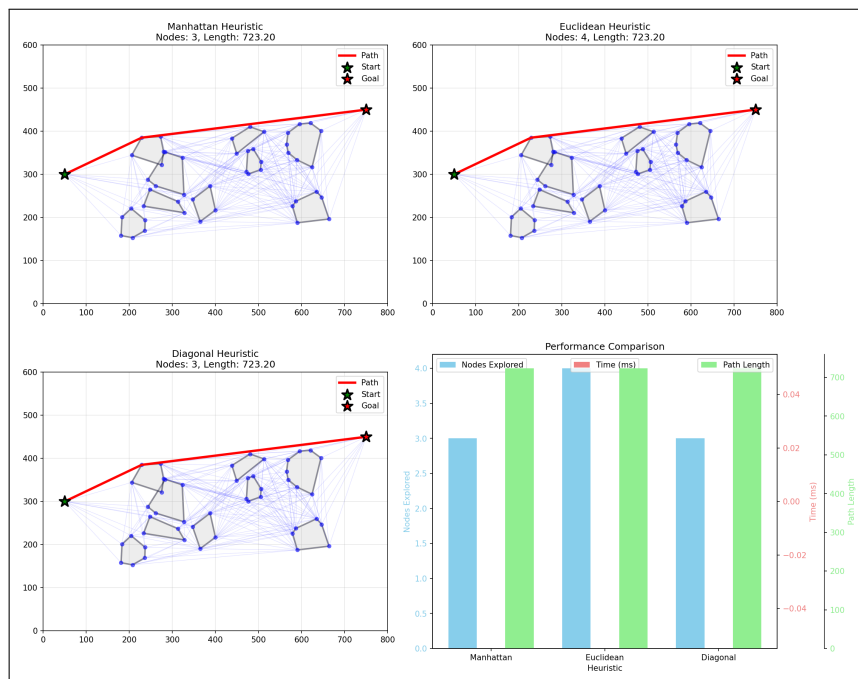 Manhattan Heuristic
Nodes: 3, Length: 723.20
Path
Start
Goal
600
500
400
300
200
100
0
0 100 200 300 400 500 600 700 800
Euclidean Heuristic
Nodes: 4, Length: 723.20
Path
Start
Goal
600
500
400
300
200
100
0
0 100 200 300 400 500 600 700 800
Diagonal Heuristic
Nodes: 3, Length: 723.20
Path
Start
Goal
600
500
400
300
200
100
0
0 100 200 300 400 500 600 700 800
Performance Comparison
Nodes Explored
Time (ms)
Path Length
4.0
3.5
3.0
2.5
2.0
1.5
1.0
0.5
0.0
Nodes Explored
Manhattan Euclidean Diagonal
Heuristic
0.04
0.02
0.00
−0.02
−0.04
Time (ms)
700
600
500
400
300
200
100
0
Path Length